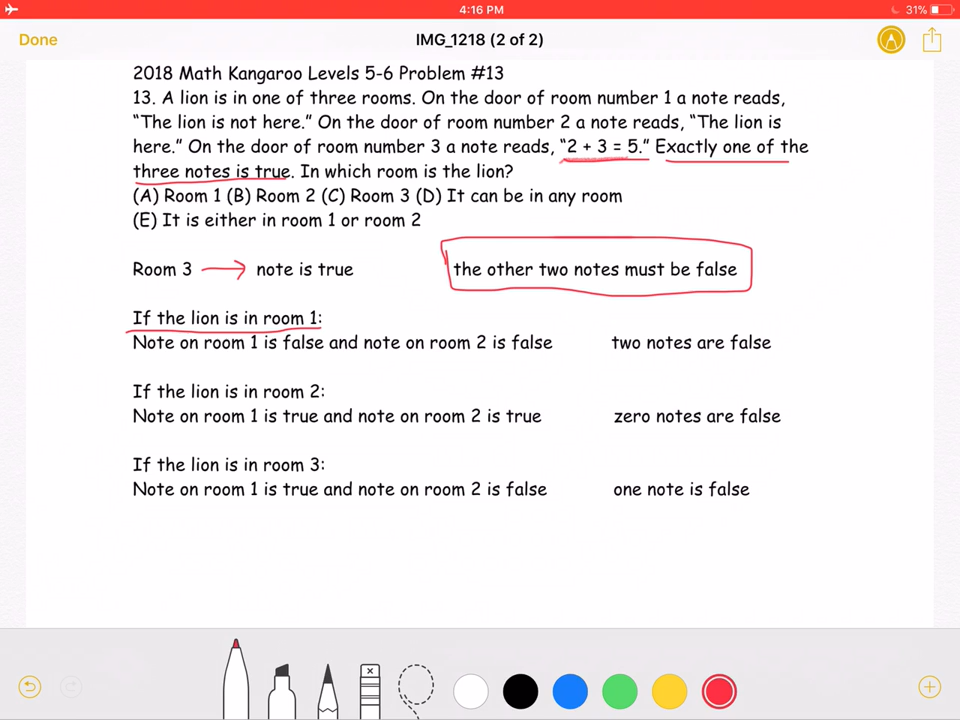 4:16 PM
31%
Done
IMG_1218 (2 of 2)
2018 Math Kangaroo Levels 5-6 Problem #13
13. A lion is in one of three rooms. On the door of room number 1 a note reads,
“The lion is not here.” On the door of room number 2 a note reads, “The lion is
here.” On the door of room number 3 a note reads, “2 + 3 = 5.” Exactly one of the
three notes is true. In which room is the lion?
(A) Room 1 (B) Room 2 (C) Room 3 (D) It can be in any room
(E) It is either in room 1 or room 2
Room 3 → note is true the other two notes must be false
If the lion is in room 1:
Note on room 1 is false and note on room 2 is false two notes are false
If the lion is in room 2:
Note on room 1 is true and note on room 2 is true zero notes are false
If the lion is in room 3:
Note on room 1 is true and note on room 2 is false one note is false